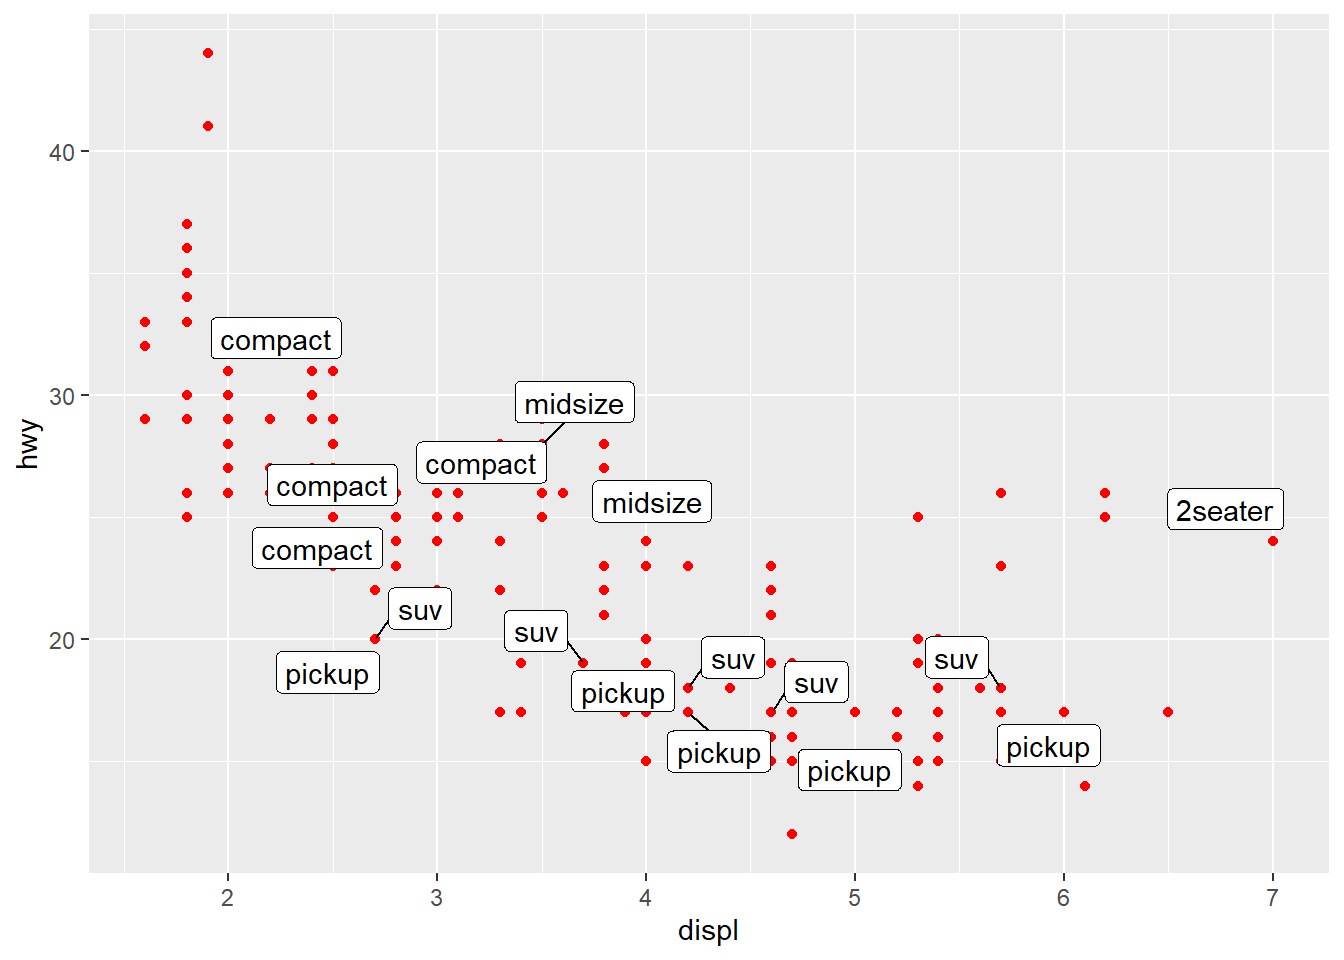 hwy
40
30
20
compact
midsize
compact
compact
midsize
2seater
compact
suv
suv
suv
suv
pickup
suv
pickup
pickup
pickup
pickup
2
3
4
5
6
7
displ